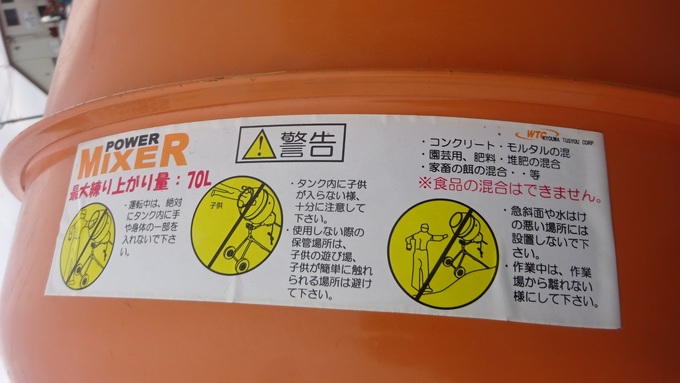 POWER
MiXER
最大練り上がり量：70L
・運転中は、絶対
にタンク内に手
や身体の一部を
入れないで下さ
い。
警告
子供
・タンク内に子供
が入らない様、
十分に注意して
下さい。
・使用しない際の
保管場所は、
子供の遊び場、
子供が簡単に触れ
られる場所は避け
て下さい。
WTC
・コンクリート・モルタルの混
・園芸用、肥料・堆肥の混合
・家畜の餌の混合・・等
※食品の混合はできません。
・急斜面や水はけ
の悪い場所には
設置しないで下
さい。
・作業中は、作業
場から離れない
様にして下さい。